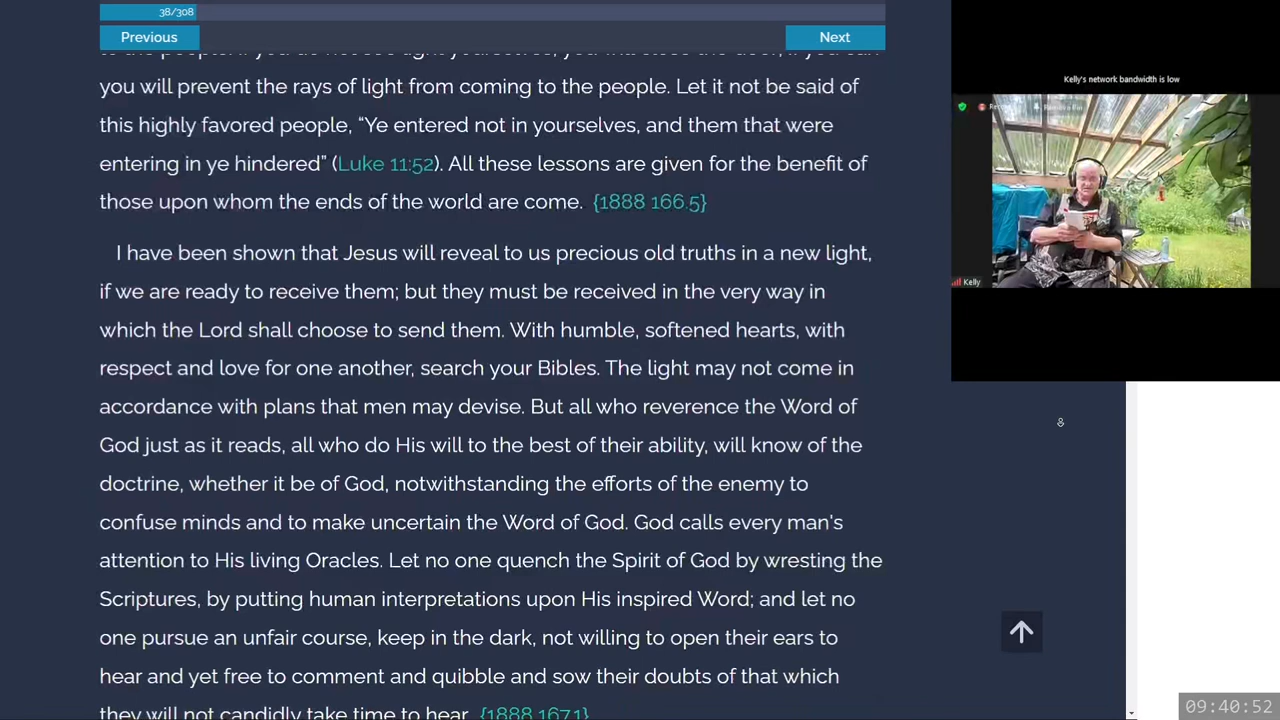 38/308
Previous
Next
you will prevent the rays of light from coming to the people. Let it not be said of
this highly favored people, “Ye entered not in yourselves, and them that were
entering in ye hindered” (Luke 11:52). All these lessons are given for the benefit of
those upon whom the ends of the world are come. {1888 166.5}
I have been shown that Jesus will reveal to us precious old truths in a new light,
if we are ready to receive them; but they must be received in the very way in
which the Lord shall choose to send them. With humble, softened hearts, with
respect and love for one another, search your Bibles. The light may not come in
accordance with plans that men may devise. But all who reverence the Word of
God just as it reads, all who do His will to the best of their ability, will know of the
doctrine, whether it be of God, notwithstanding the efforts of the enemy to
confuse minds and to make uncertain the Word of God. God calls every man's
attention to His living Oracles. Let no one quench the Spirit of God by wresting the
Scriptures, by putting human interpretations upon His inspired Word; and let no
one pursue an unfair course, keep in the dark, not willing to open their ears to
hear and yet free to comment and quibble and sow their doubts of that which
they will not candidly take time to hear. {1888 167.1}
Kelly's network bandwidth is low
Kelly
09:40:52